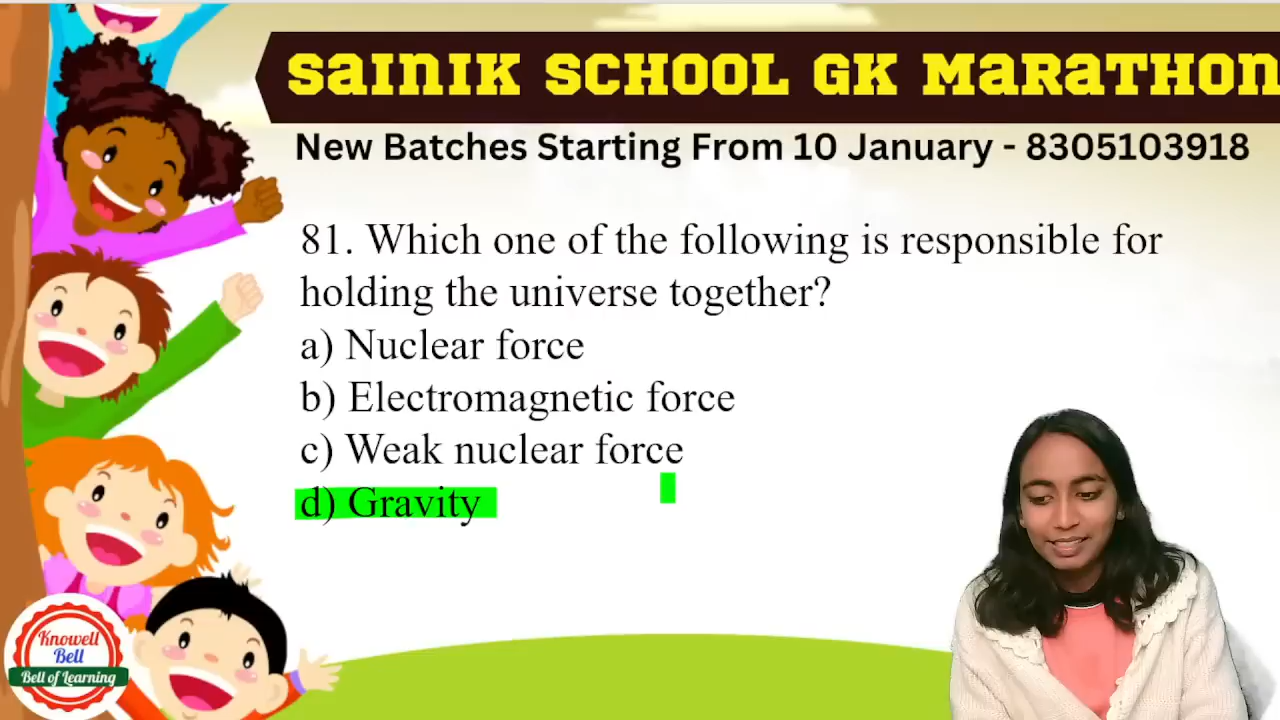 SAINIK SCHOOL GK MARATHON
New Batches Starting From 10 January - 8305103918
81. Which one of the following is responsible for
holding the universe together?
a) Nuclear force
b) Electromagnetic force
c) Weak nuclear force
d) Gravity
Knowell
Bell
Bell of Learning